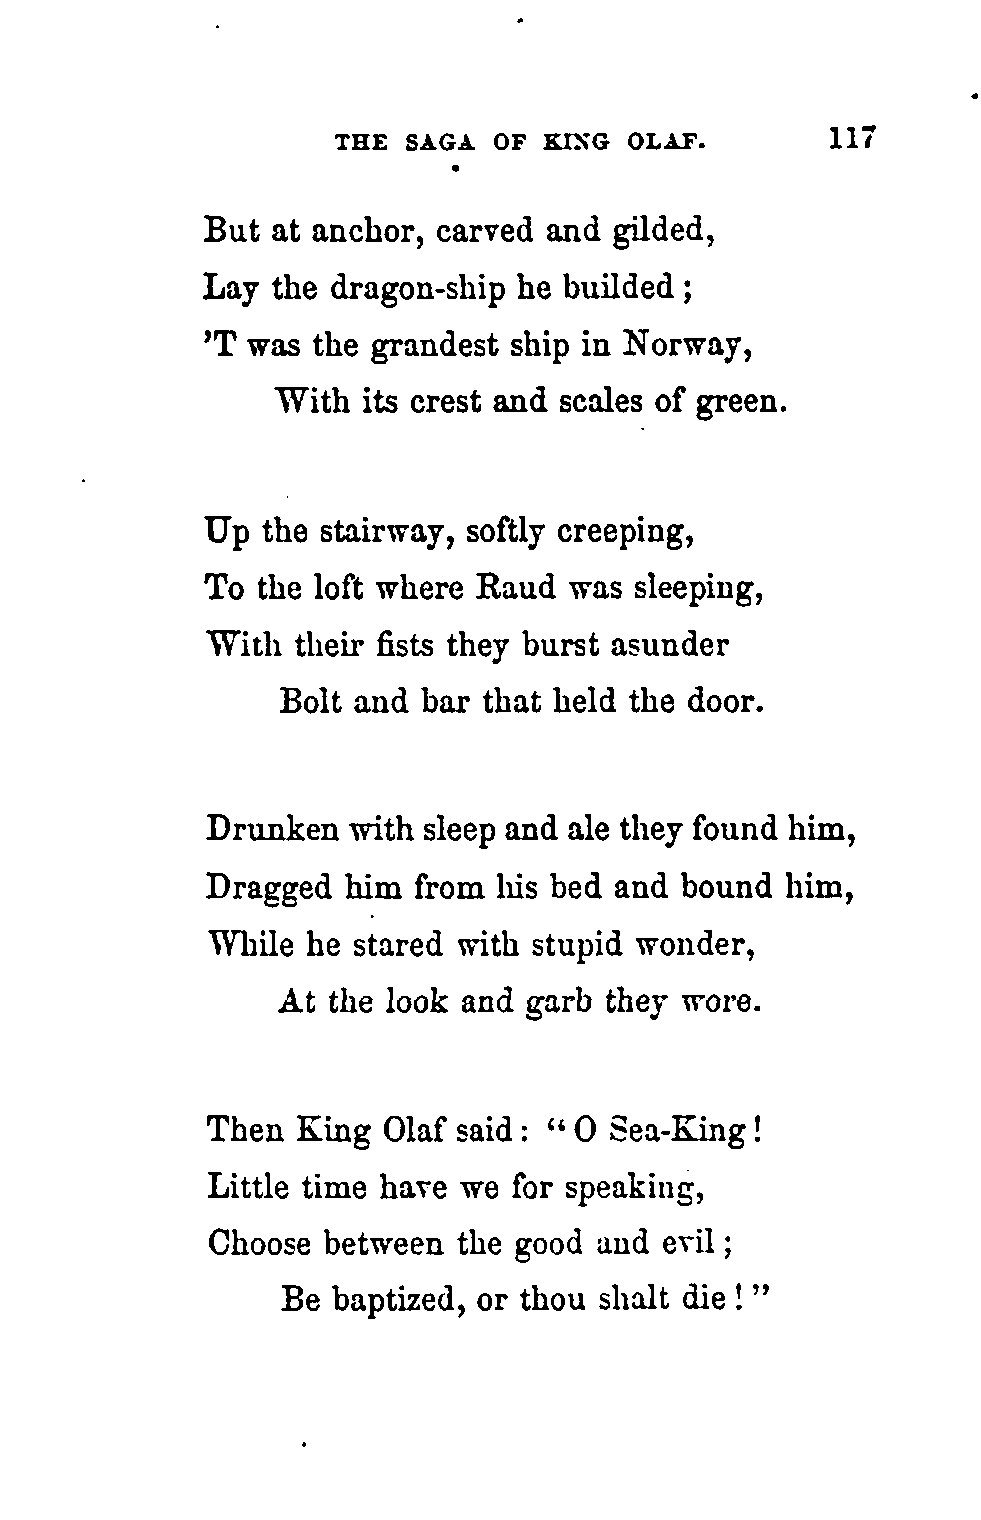 THE SAGA OF KING OLAF. 117
But at anchor, carved and gilded,
Lay the dragon-ship he builded ;
’T was the grandest ship in Norway,
With its crest and scales of green.
Up the stairway, softly creeping,
To the loft where Raud was sleeping,
With their fists they burst asunder
Bolt and bar that held the door.
Drunken with sleep and ale they found him,
Dragged him from his bed and bound him,
While he stared with stupid wonder,
At the look and garb they wore.
Then King Olaf said : “ O Sea-King !
Little time have we for speaking,
Choose between the good and evil ;
Be baptized, or thou shalt die ! ”